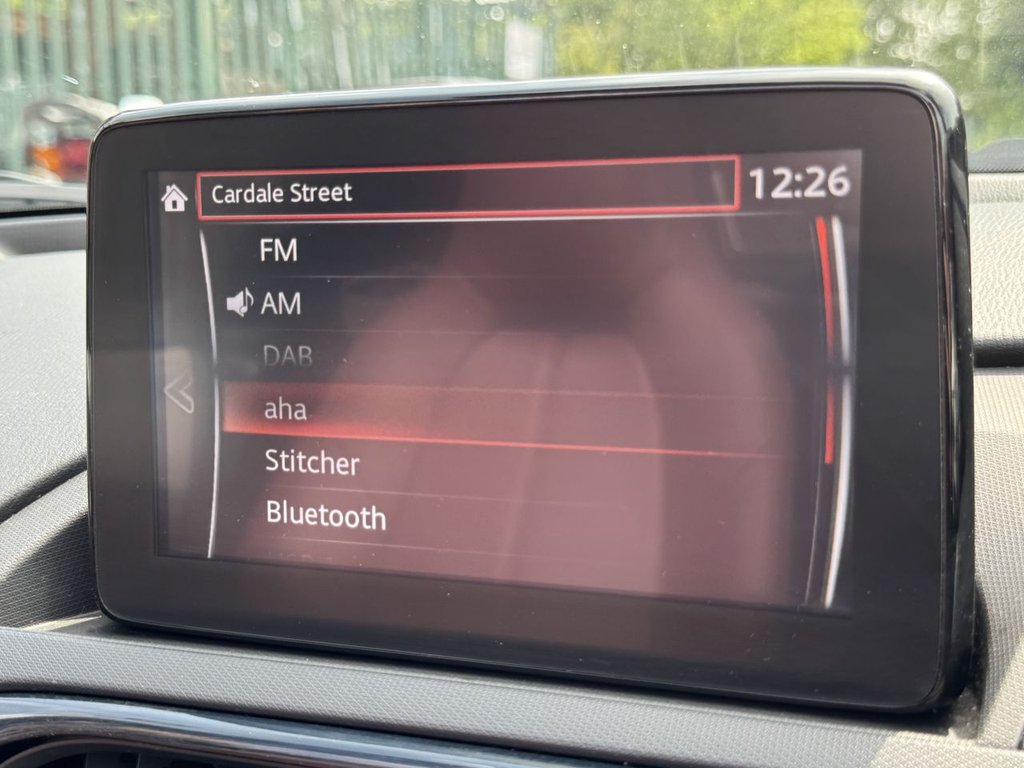 Cardale Street
12:26
FM
AM
DAB
aha
Stitcher
Bluetooth